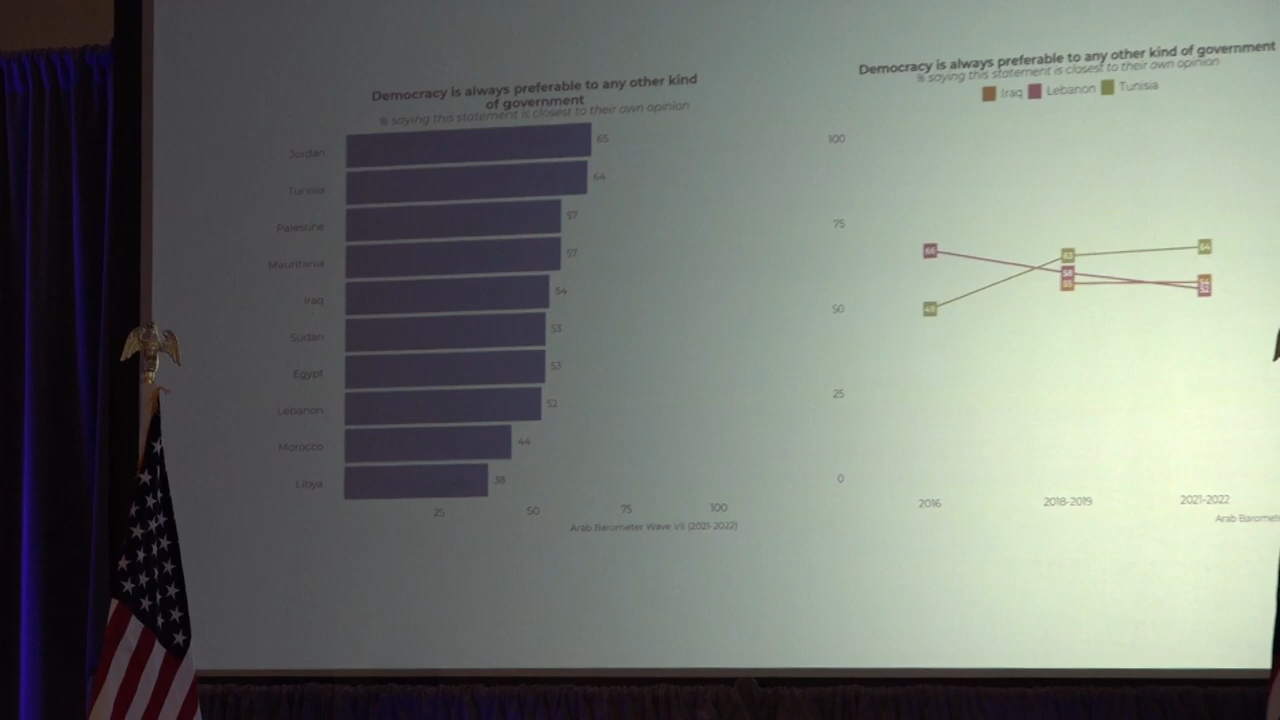 Democracy is always preferable to any other kind
of government
% saying this statement is closest to their own opinion
Jordan 65
Tunisia 64
Palestine 57
Mauritania 57
Iraq 54
Sudan 53
Egypt 53
Lebanon 52
Morocco 44
Libya 38
25 50 75 100
Arab Barometer Wave VII (2021-2022)
Democracy is always preferable to any other kind of government
% saying this statement is closest to their own opinion
Iraq Lebanon Tunisia
100
75
50
25
0
66 63 64
58
55
49
2016 2018-2019 2021-2022
Arab Baromet